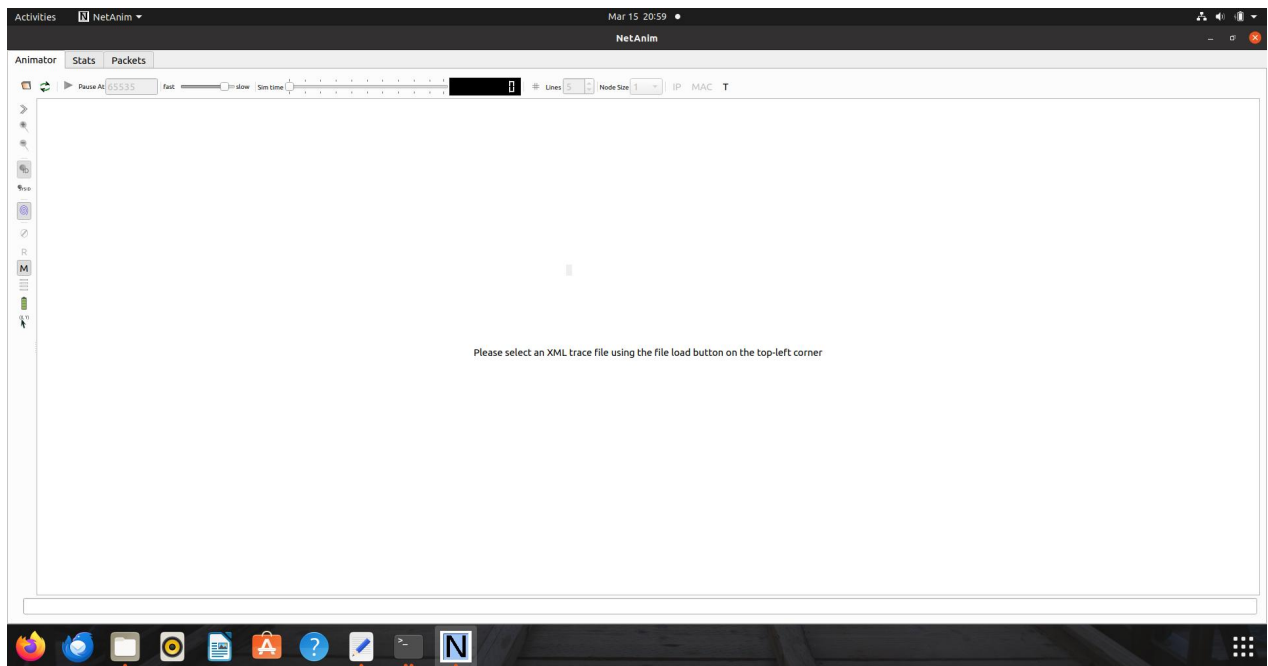 Activities NetAnim Mar 15 20:59
NetAnim
Animator Stats Packets
Pause At 65535 fast slow Sim time 0 # Lines 5 Node Size 1 IP MAC T
R
M
Please select an XML trace file using the file load button on the top-left corner